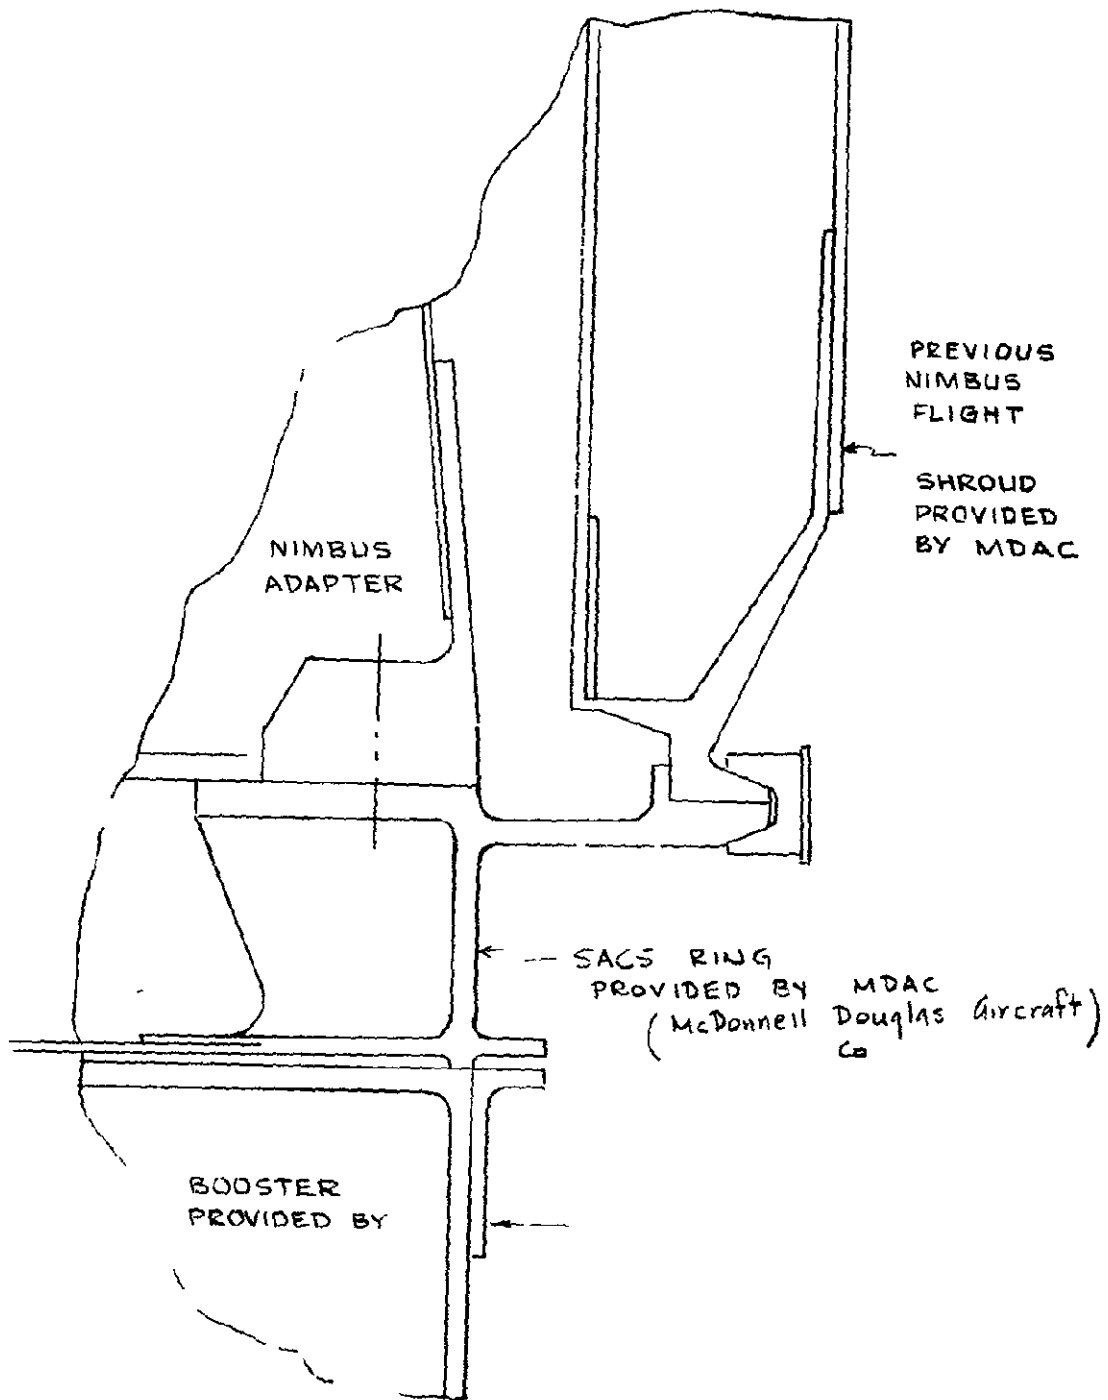 PREVIOUS
NIMBUS
FLIGHT
SHROUD
PROVIDED
BY MDAC
NIMBUS
ADAPTER
SACS RING
PROVIDED BY MDAC
(McDonnell Douglas Aircraft)
Co
BOOSTER
PROVIDED BY